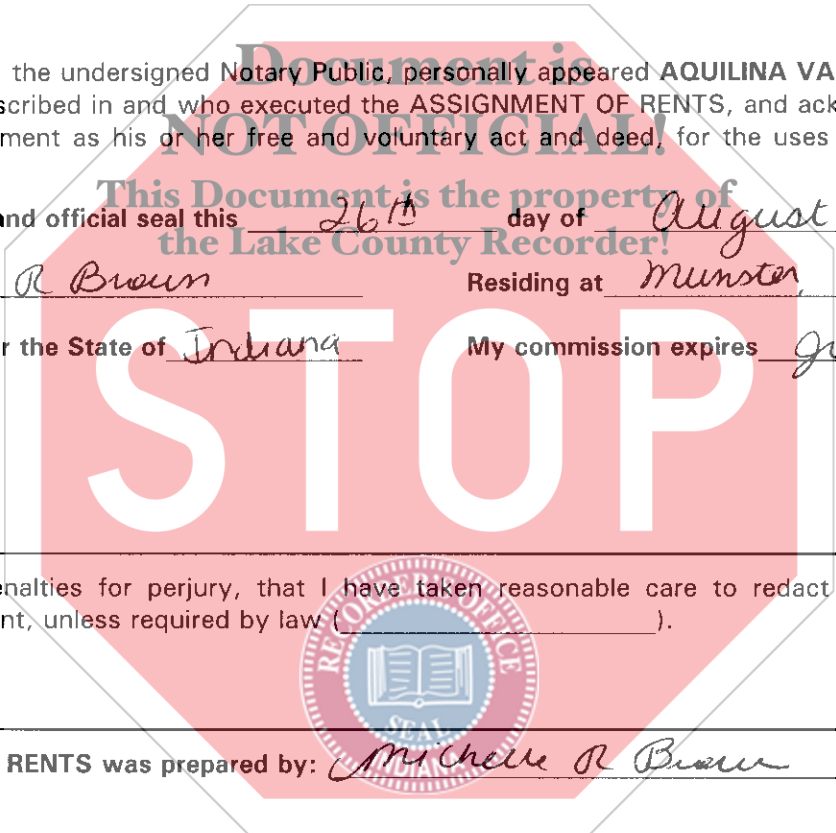 Document is
the undersigned Notary Public, personally appeared AQUILINA VA
scribed in and who executed the ASSIGNMENT OF RENTS, and ack
NOT OFFICIAL!
ment as his or her free and voluntary act and deed, for the uses
This Document is the property of
and official seal this 26th day of August
the Lake County Recorder!
R Brown Residing at Munster,
r the State of Indiana My commission expires
STOP
enalties for perjury, that I have taken reasonable care to redact
nt, unless required by law ( ).
RECORDER OFFICE
SEAL
INDIANA
RENTS was prepared by: Michelle R Brown